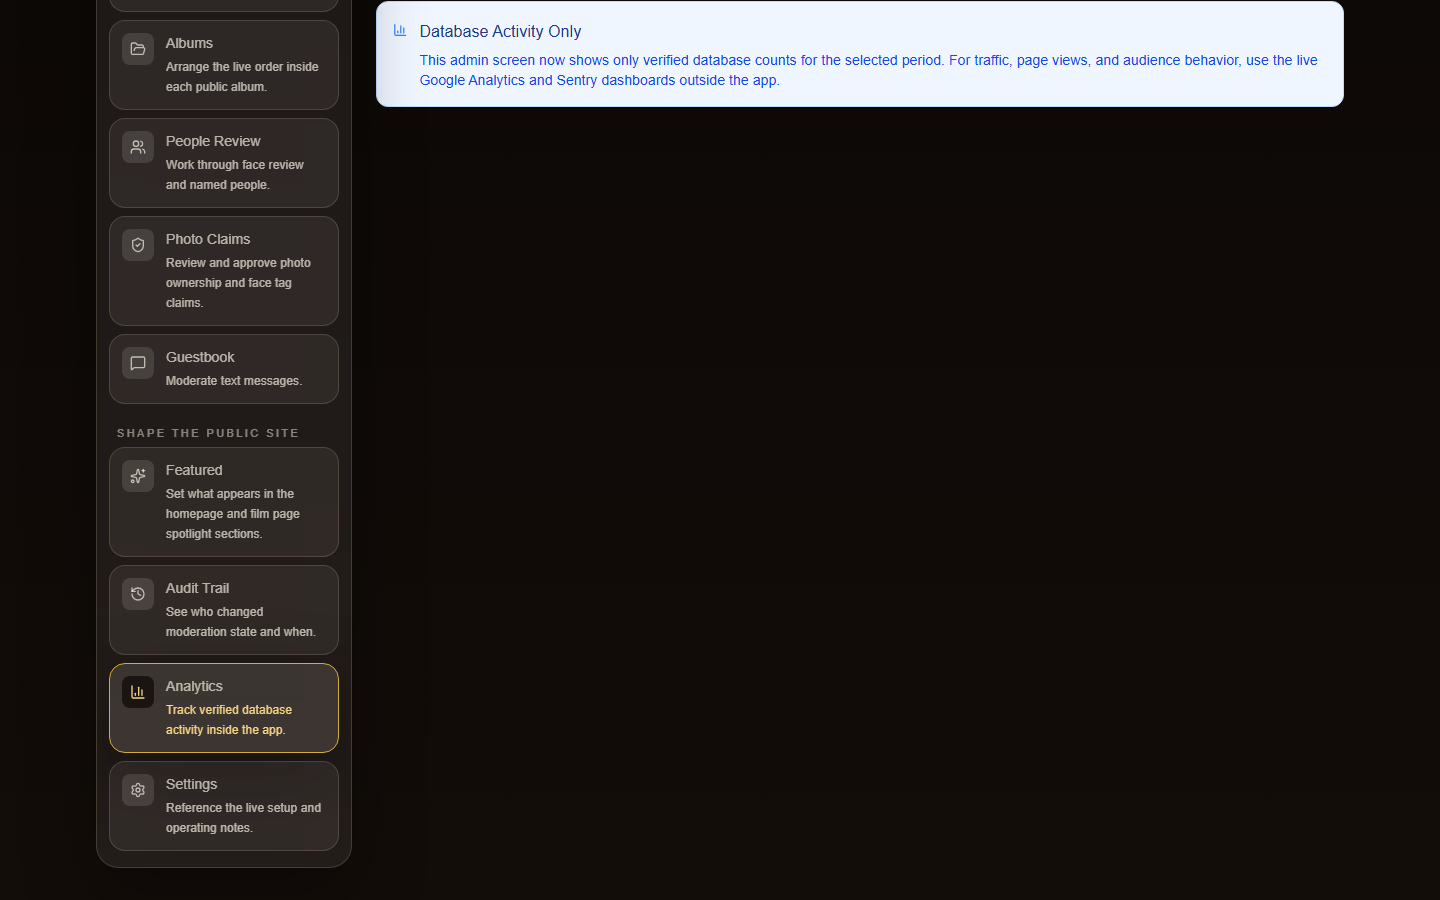 Albums
Arrange the live order inside
each public album.
People Review
Work through face review
and named people.
Photo Claims
Review and approve photo
ownership and face tag
claims.
Guestbook
Moderate text messages.
SHAPE THE PUBLIC SITE
Featured
Set what appears in the
homepage and film page
spotlight sections.
Audit Trail
See who changed
moderation state and when.
Analytics
Track verified database
activity inside the app.
Settings
Reference the live setup and
operating notes.
Database Activity Only
This admin screen now shows only verified database counts for the selected period. For traffic, page views, and audience behavior, use the live
Google Analytics and Sentry dashboards outside the app.